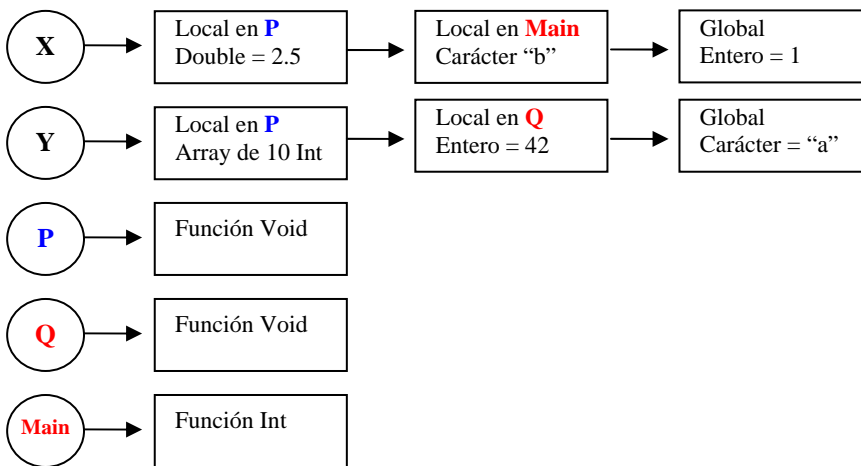 X
Local en P
Double = 2.5
Local en Main
Carácter “b”
Global
Entero = 1
Y
Local en P
Array de 10 Int
Local en Q
Entero = 42
Global
Carácter = “a”
P
Función Void
Q
Función Void
Main
Función Int